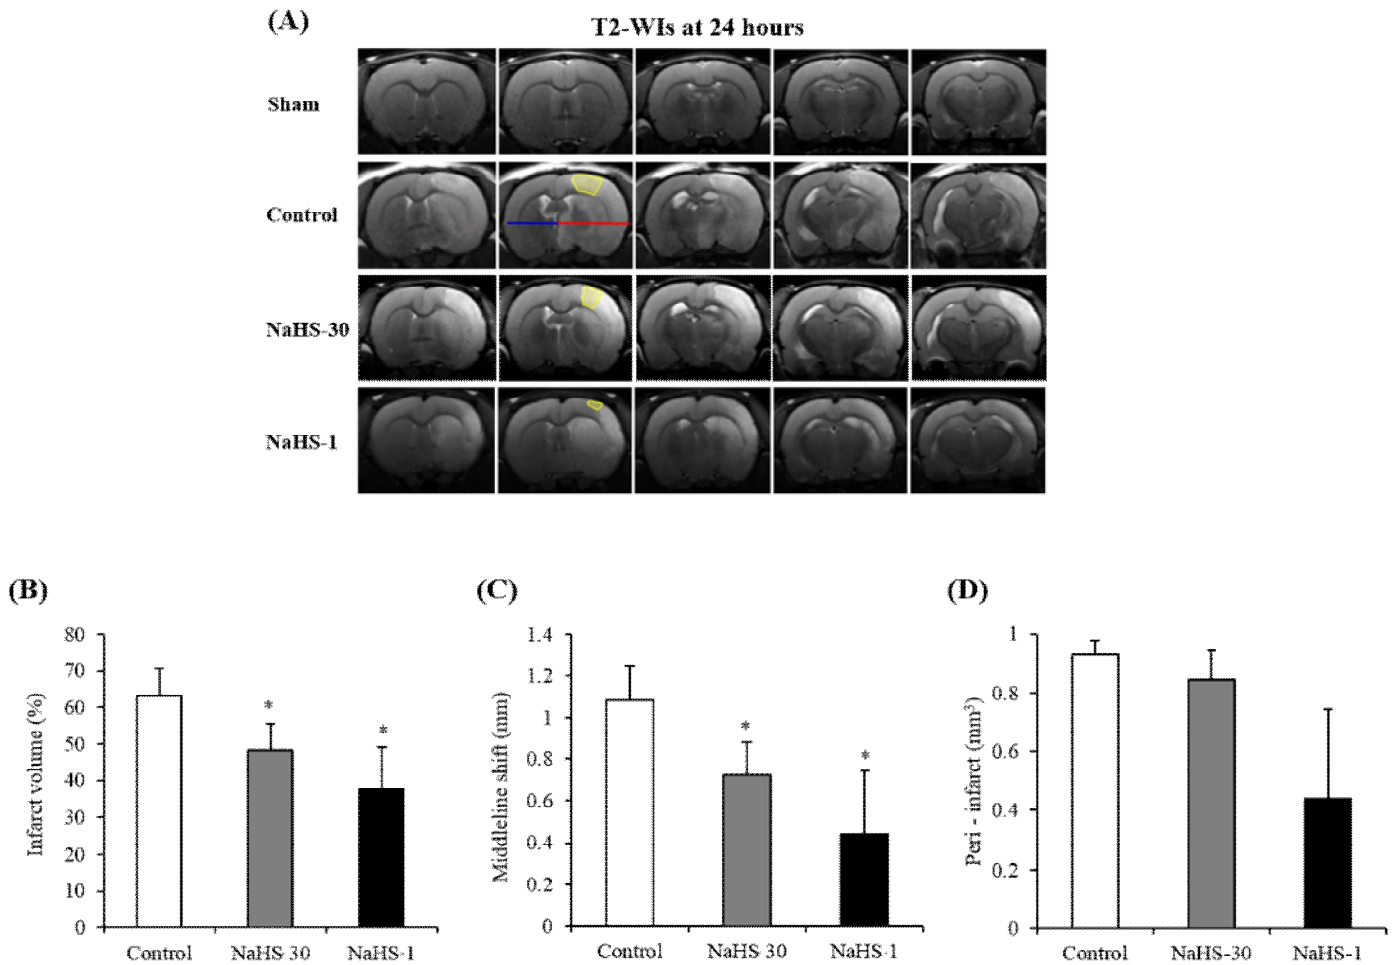 (A)
T2-WIs at 24 hours
Sham
Control
NaHS-30
NaHS-1
(B)
Infarct volume (%)
80
70
60
50
40
30
20
10
0
*
*
Control
NaHS 30
NaHS-1
(C)
Middleline shift (mm)
1.4
1.2
1
0.8
0.6
0.4
0.2
0
*
*
Control
NaHS 30
NaHS-1
(D)
Peri - infarct (mm³)
1
0.8
0.6
0.4
0.2
0
Control
NaHS-30
NaHS-1